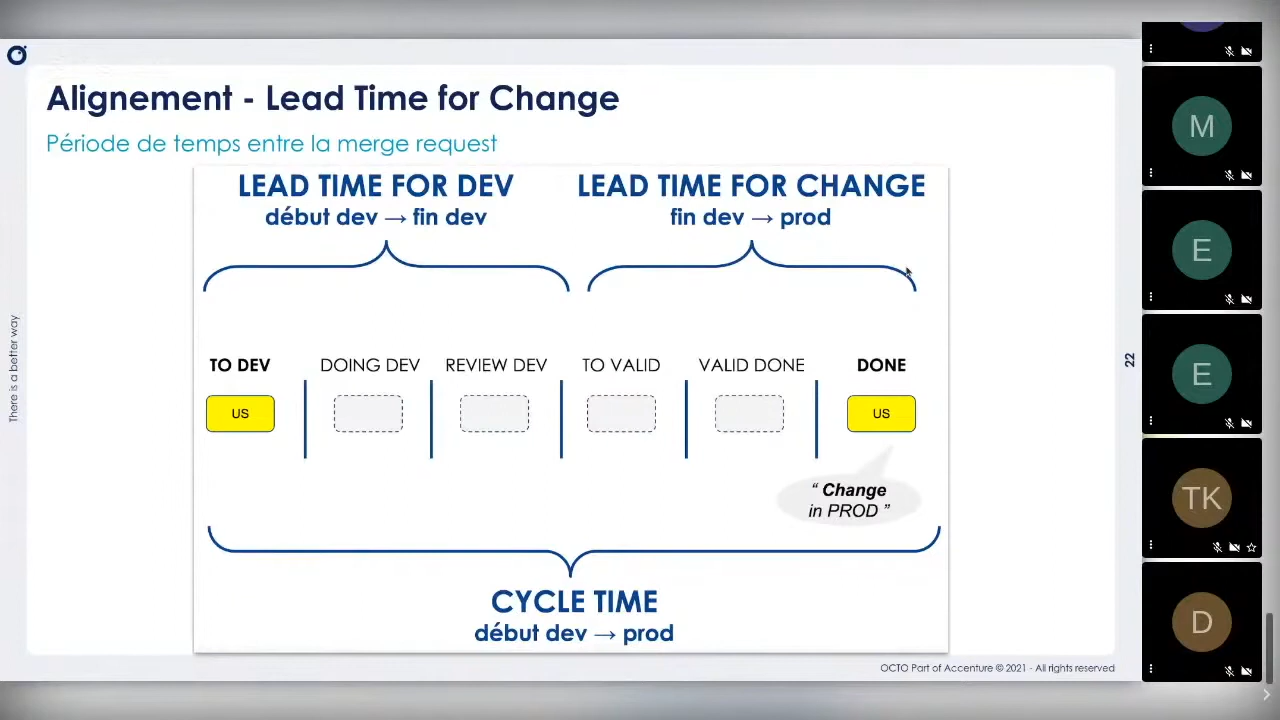 Alignement - Lead Time for Change
Période de temps entre la merge request
LEAD TIME FOR DEV
début dev → fin dev
LEAD TIME FOR CHANGE
fin dev → prod
TO DEV
DOING DEV
REVIEW DEV
TO VALID
VALID DONE
DONE
US
US
“ Change
in PROD ”
CYCLE TIME
début dev → prod
There is a better way
22
OCTO Part of Accenture © 2021 - All rights reserved
M
E
E
TK
D